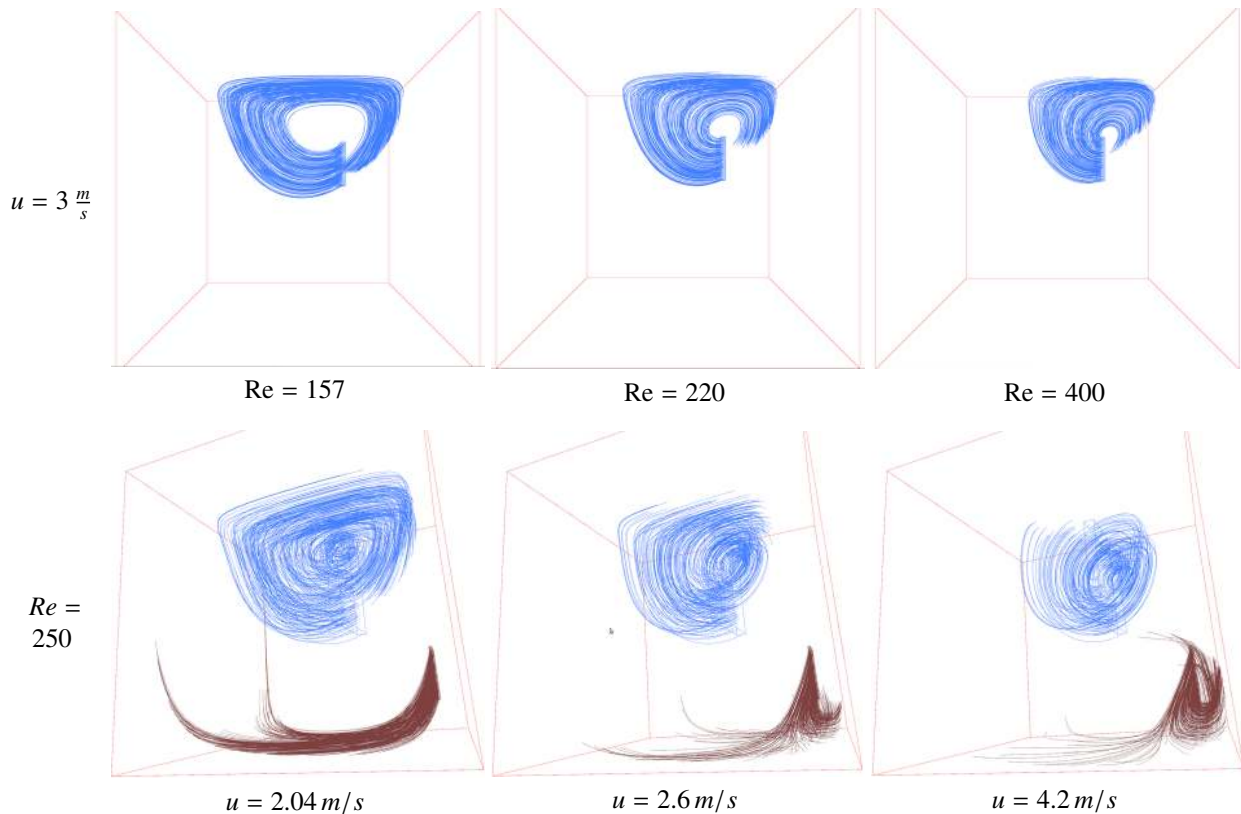 u = 3 m/s
Re = 157
Re = 220
Re = 400
Re =
250
u = 2.04 m/s
u = 2.6 m/s
u = 4.2 m/s